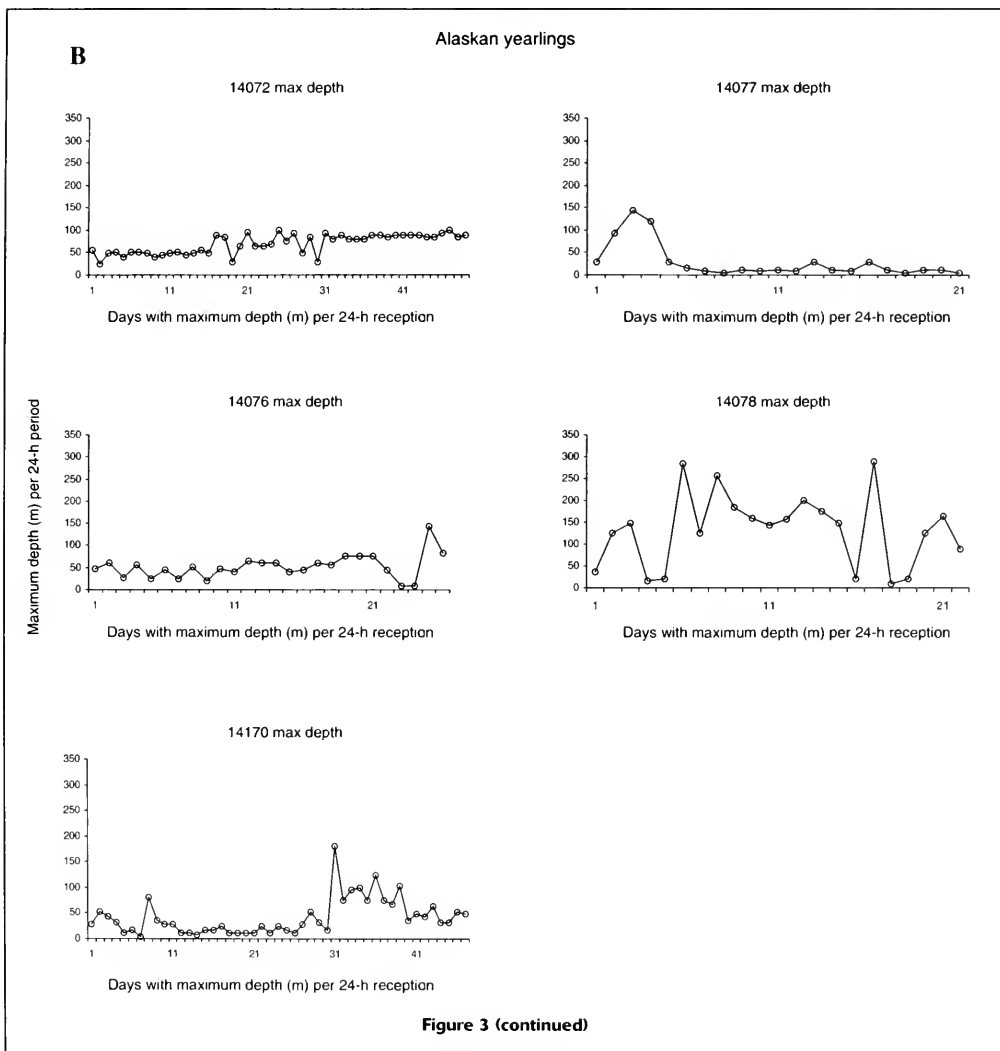 B
Alaskan yearlings
Maximum depth (m) per 24-h period
14072 max depth
350
300
250
200
150
100
50
0
1 11 21 31 41
Days with maximum depth (m) per 24-h reception
14077 max depth
350
300
250
200
150
100
50
0
1 11 21
Days with maximum depth (m) per 24-h reception
14076 max depth
350
300
250
200
150
100
50
0
1 11 21
Days with maximum depth (m) per 24-h reception
14078 max depth
350
300
250
200
150
100
50
0
1 11 21
Days with maximum depth (m) per 24-h reception
14170 max depth
350
300
250
200
150
100
50
0
1 11 21 31 41
Days with maximum depth (m) per 24-h reception
Figure 3 (continued)